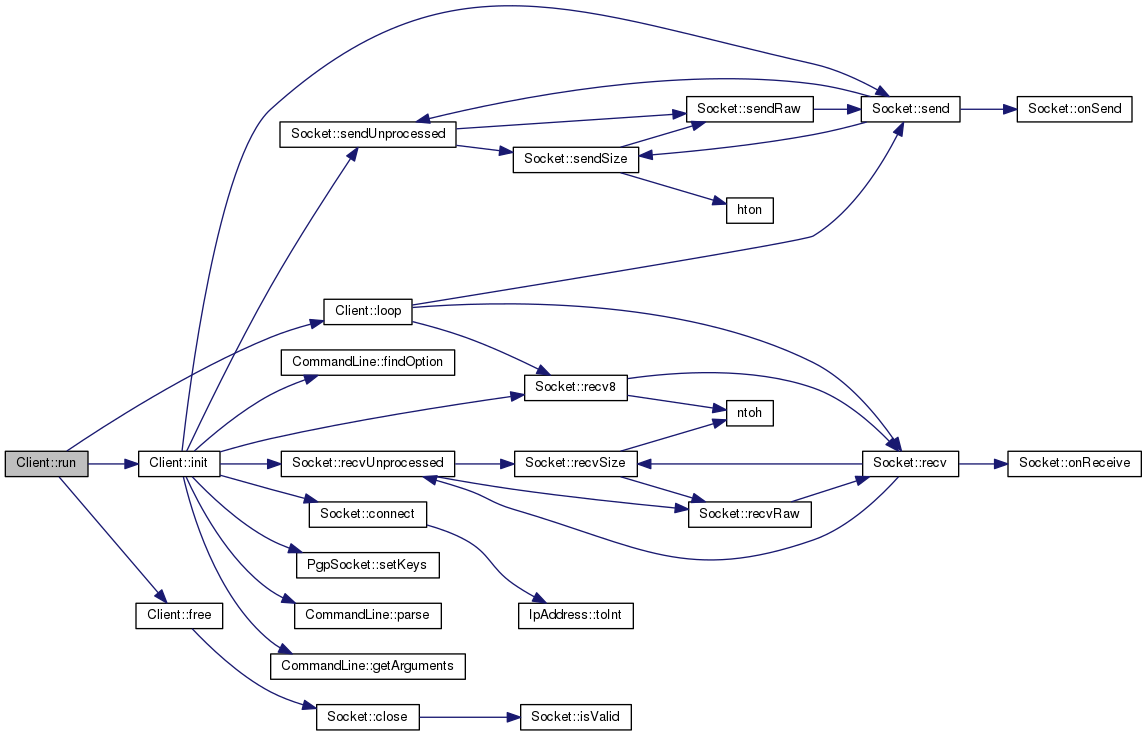 Socket::sendRaw
Socket::send
Socket::onSend
Socket::sendUnprocessed
Socket::sendSize
hton
Client::loop
CommandLine::findOption
Socket::recv8
ntoh
Client::run
Client::init
Socket::recvUnprocessed
Socket::recvSize
Socket::recv
Socket::onReceive
Socket::connect
Socket::recvRaw
PgpSocket::setKeys
Client::free
CommandLine::parse
IpAddress::toInt
CommandLine::getArguments
Socket::close
Socket::isValid